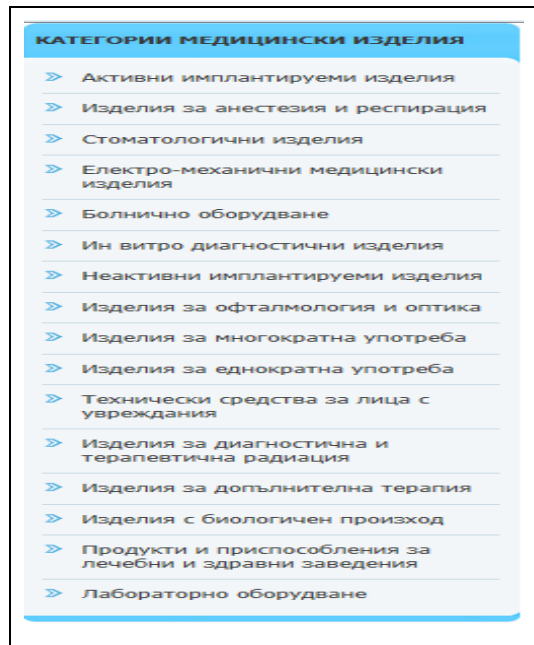 КАТЕГОРИИ МЕДИЦИНСКИ ИЗДЕЛИЯ
Активни имплантируеми изделия
Изделия за анестезия и респирация
Стоматологични изделия
Електро-механични медицински
изделия
Болнично оборудване
Ин витро диагностични изделия
Неактивни имплантируеми изделия
Изделия за офталмология и оптика
Изделия за многократна употреба
Изделия за еднократна употреба
Технически средства за лица с
увреждания
Изделия за диагностична и
терапевтична радиация
Изделия за допълнителна терапия
Изделия с биологичен произход
Продукти и приспособления за
лечебни и здравни заведения
Лабораторно оборудване